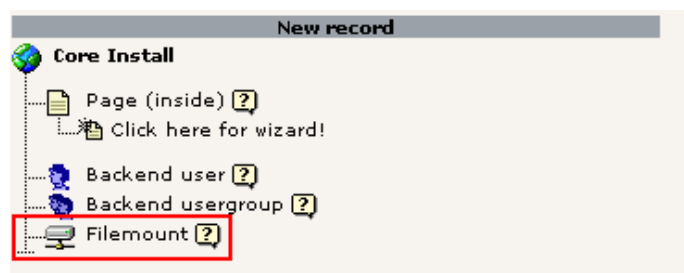 New record
Core Install
Page (inside) ?
Click here for wizard!
Backend user ?
Backend usergroup ?
Filemount ?